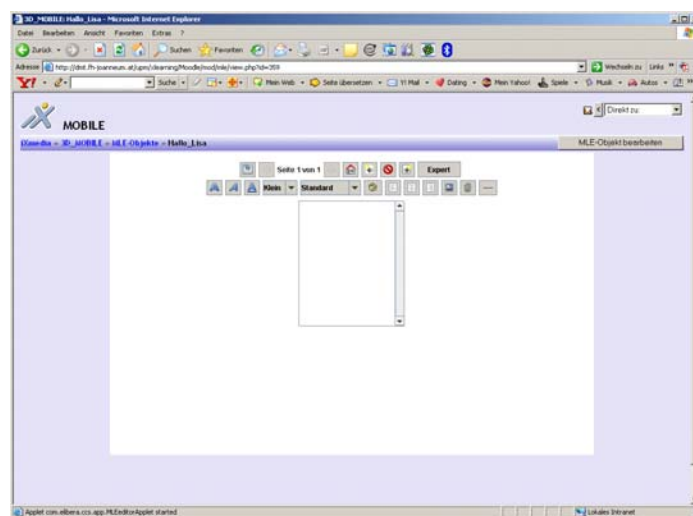 3D_MOBILE: Hallo_Lisa - Microsoft Internet Explorer
Datei Bearbeiten Ansicht Favoriten Extras ?
Zurück Suchen Favoriten
Adresse http://dmt.fh-joanneum.at/upm/clearning/Moodle/mod/mle/view.php?id=359 Wechseln zu Links
Y! Suche Mein Web Seite übersetzen Y! Mail Dating Mein Yahoo! Spiele Musik Autos
MOBILE
Direkt zu
iXmedia » 3D_MOBILE » MLE-Objekte » Hallo_Lisa
MLE-Objekt bearbeiten
Seite 1 von 1 Expert
A A A Klein Standard
Applet com.elibera.ccs.app.MLEeditorApplet started Lokales Intranet